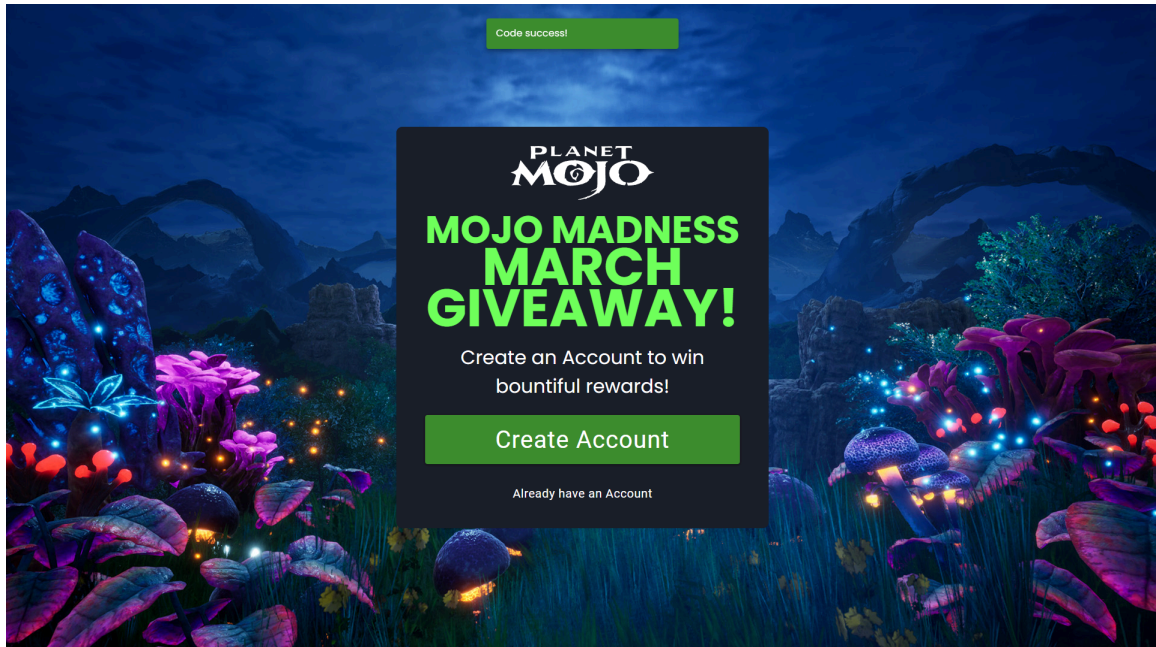 Code success!
PLANET
MOJO
MOJO MADNESS
MARCH
GIVEAWAY!
Create an Account to win
bountiful rewards!
Create Account
Already have an Account